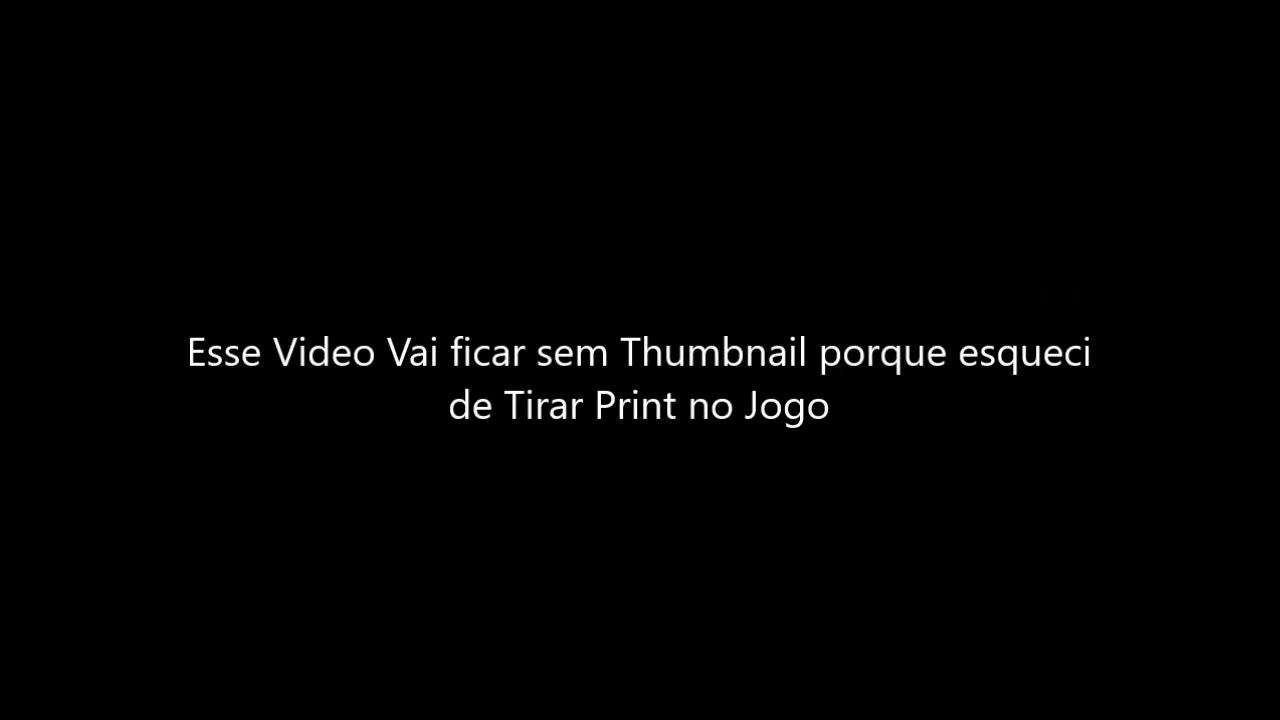 Esse Video Vai ficar sem Thumbnail porque esqueci
de Tirar Print no Jogo